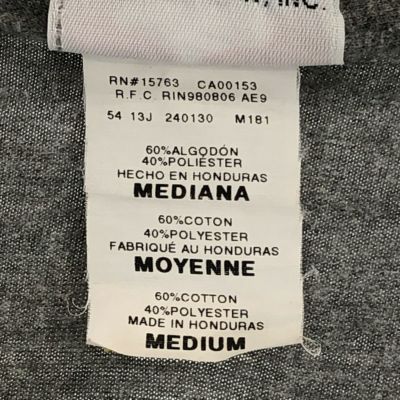 INC.
RN#15763 CA00153
R.F.C. RIN980806 AE9
54 13J 240130 M181
60%ALGODÓN
40%POLIÉSTER
HECHO EN HONDURAS
MEDIANA
60%COTON
40%POLYESTER
FABRIQUÉ AU HONDURAS
MOYENNE
60%COTTON
40%POLYESTER
MADE IN HONDURAS
MEDIUM